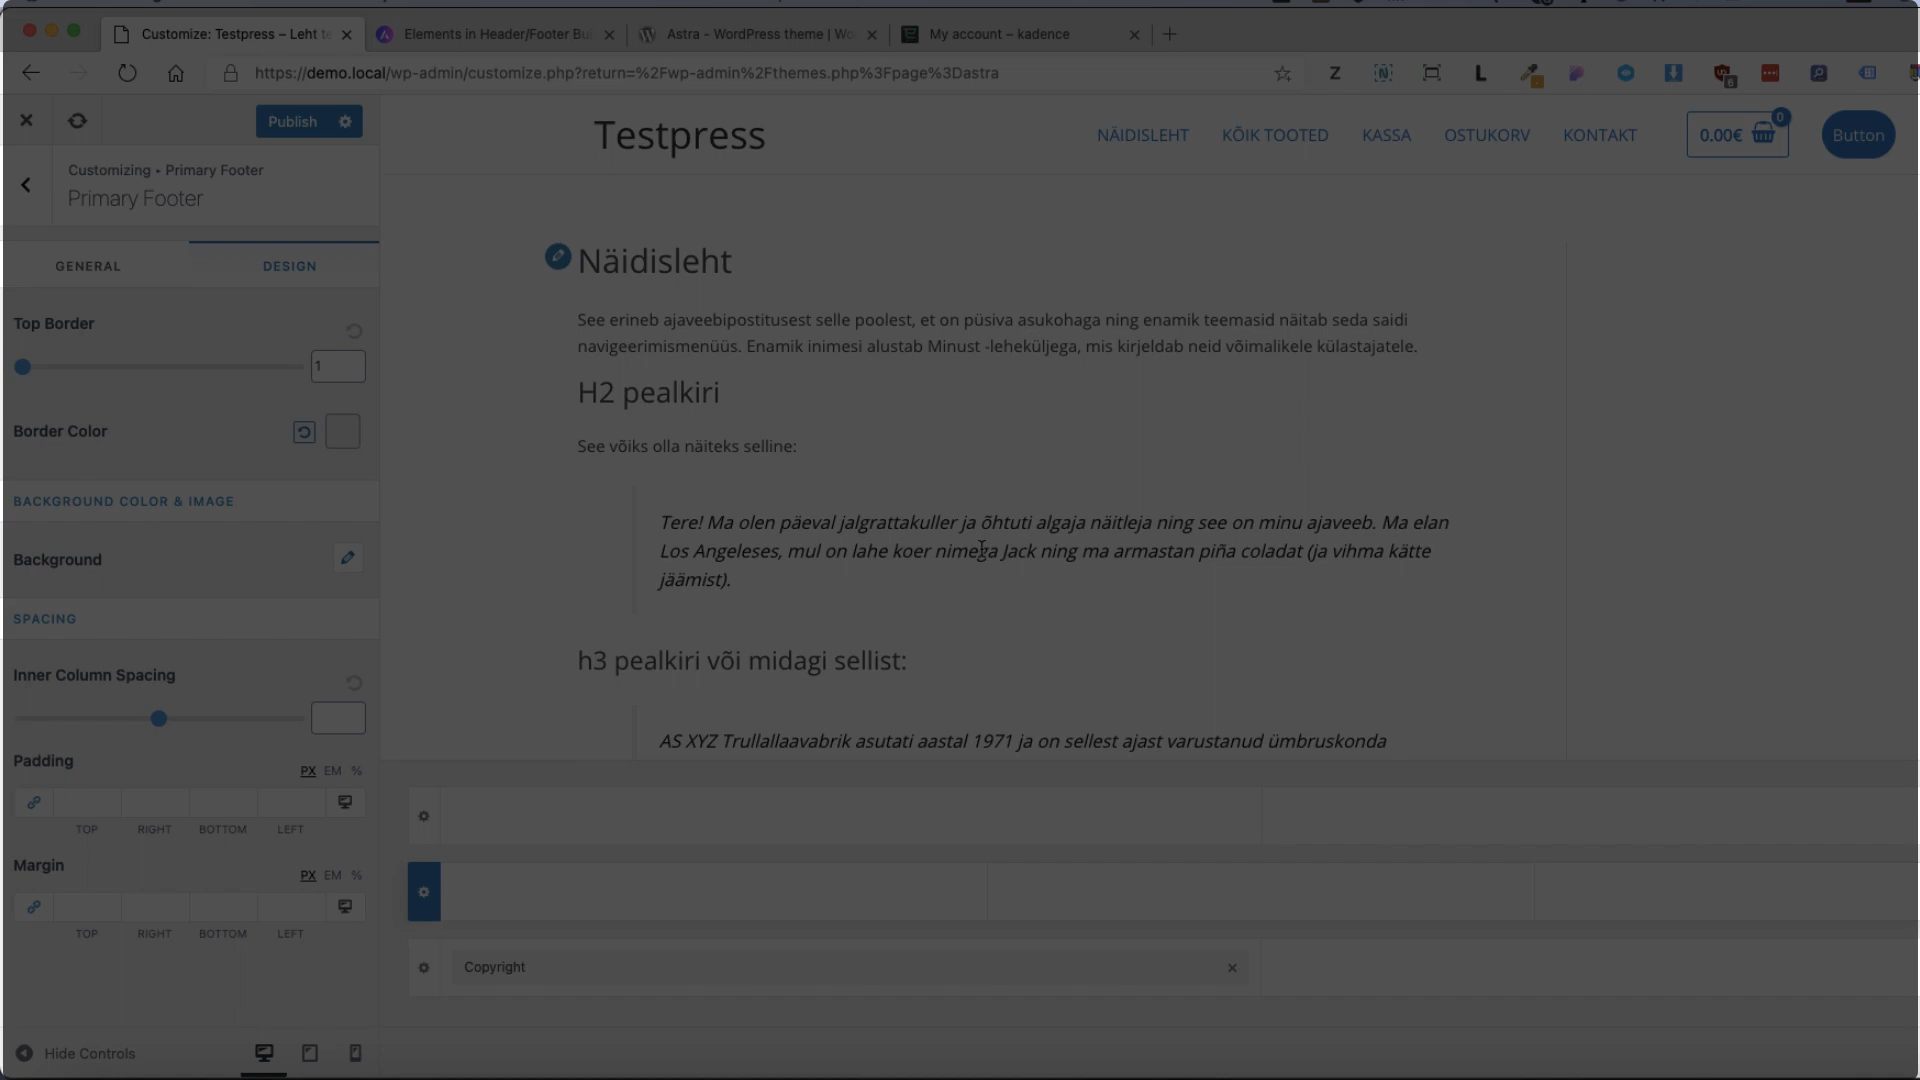 Customize: Testpress – Leht te
Elements in Header/Footer Bui
Astra - WordPress theme | Wo
My account – kadence
https://demo.local/wp-admin/customize.php?return=%2Fwp-admin%2Fthemes.php%3Fpage%3Dastra
Publish
Customizing • Primary Footer
Primary Footer
GENERAL
DESIGN
Top Border
1
Border Color
BACKGROUND COLOR & IMAGE
Background
SPACING
Inner Column Spacing
Padding
PX EM %
TOP RIGHT BOTTOM LEFT
Margin
PX EM %
TOP RIGHT BOTTOM LEFT
Hide Controls
Testpress
NÄIDISLEHT KÕIK TOOTED KASSA OSTUKORV KONTAKT
0.00€
0
Button
Näidisleht
See erineb ajaveebipostitusest selle poolest, et on püsiva asukohaga ning enamik teemasid näitab seda saidi
navigeerimismenüüs. Enamik inimesi alustab Minust -leheküljega, mis kirjeldab neid võimalikele külastajatele.
H2 pealkiri
See võiks olla näiteks selline:
Tere! Ma olen päeval jalgrattakuller ja õhtuti algaja näitleja ning see on minu ajaveeb. Ma elan
Los Angeleses, mul on lahe koer nimega Jack ning ma armastan piña coladat (ja vihma kätte
jäämist).
h3 pealkiri või midagi sellist:
AS XYZ Trullallaavabrik asutati aastal 1971 ja on sellest ajast varustanud ümbruskonda
Copyright